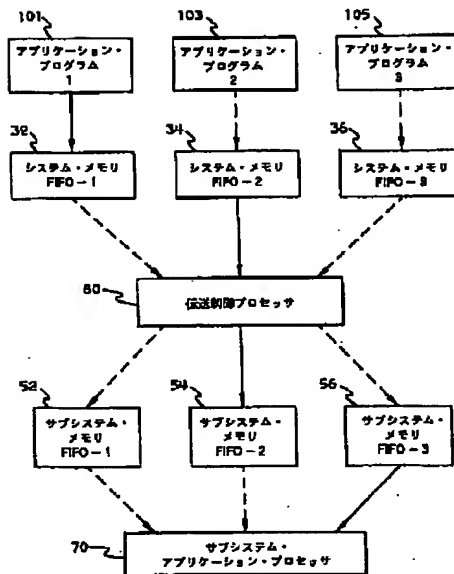 101
103
105
アプリケーション・
プログラム
1
アプリケーション・
プログラム
2
アプリケーション・
プログラム
3
32
34
36
システム・メモリ
FIFO-1
システム・メモリ
FIFO-2
システム・メモリ
FIFO-3
60
伝送制御プロセッサ
52
54
56
サブシステム・
メモリ
FIFO-1
サブシステム・
メモリ
FIFO-2
サブシステム・
メモリ
FIFO-3
70
サブシステム・
アプリケーション・プロセッサ